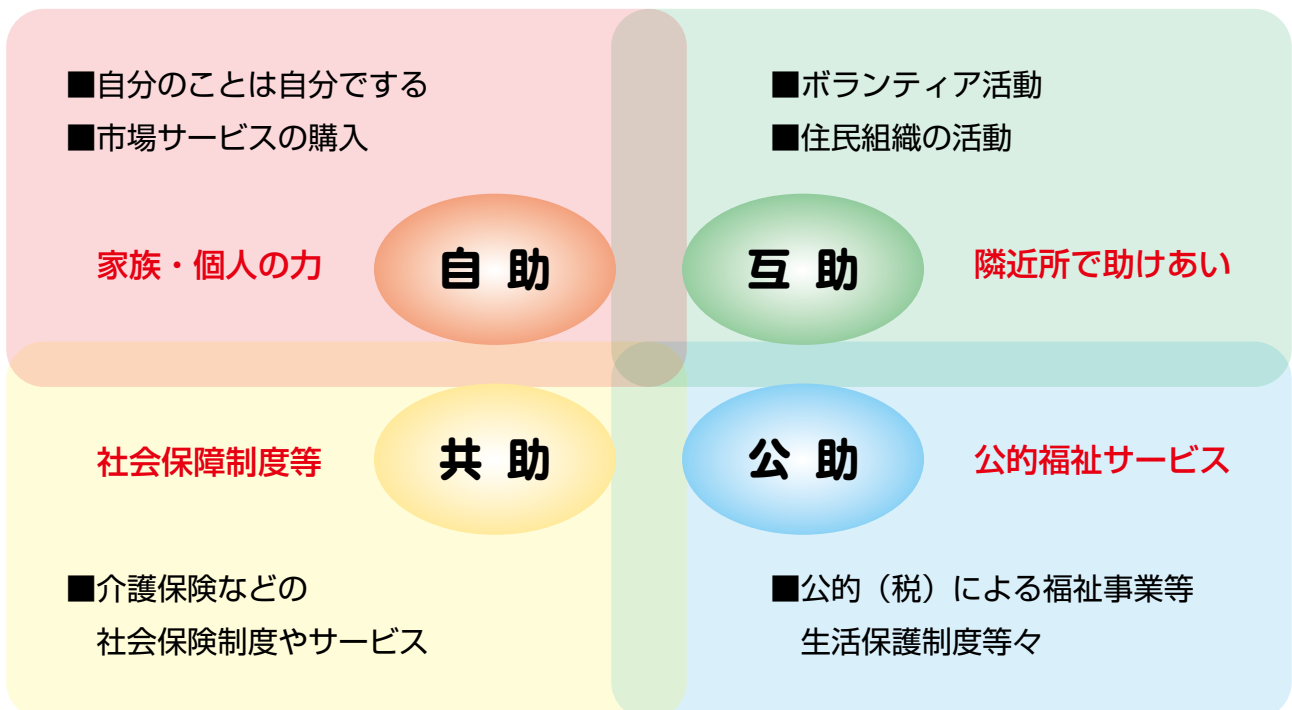 ■自分のことは自分でする
■市場サービスの購入
家族・個人の力
自助
■ボランティア活動
■住民組織の活動
互助
隣近所で助けあい
社会保障制度等
共助
■介護保険などの
社会保険制度やサービス
公助
公的福祉サービス
■公的（税）による福祉事業等
生活保護制度等々